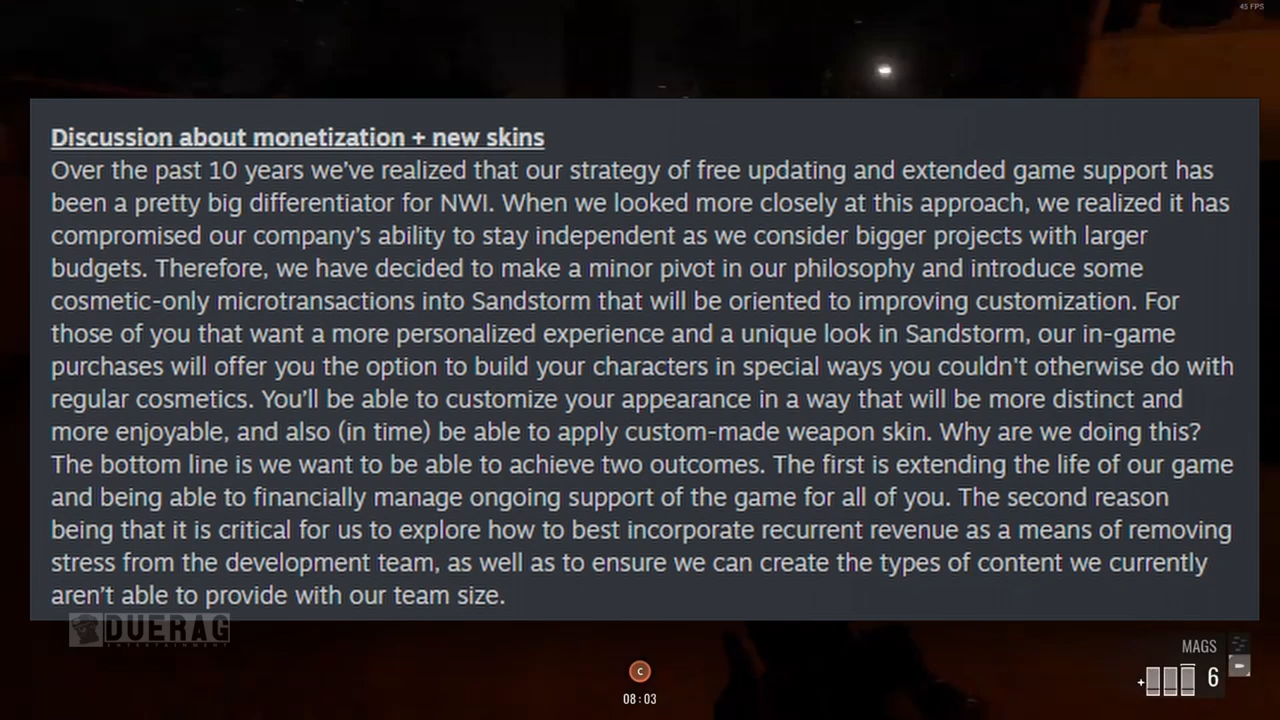 45 FPS
Discussion about monetization + new skins
Over the past 10 years we've realized that our strategy of free updating and extended game support has
been a pretty big differentiator for NWI. When we looked more closely at this approach, we realized it has
compromised our company's ability to stay independent as we consider bigger projects with larger
budgets. Therefore, we have decided to make a minor pivot in our philosophy and introduce some
cosmetic-only microtransactions into Sandstorm that will be oriented to improving customization. For
those of you that want a more personalized experience and a unique look in Sandstorm, our in-game
purchases will offer you the option to build your characters in special ways you couldn't otherwise do with
regular cosmetics. You'll be able to customize your appearance in a way that will be more distinct and
more enjoyable, and also (in time) be able to apply custom-made weapon skin. Why are we doing this?
The bottom line is we want to be able to achieve two outcomes. The first is extending the life of our game
and being able to financially manage ongoing support of the game for all of you. The second reason
being that it is critical for us to explore how to best incorporate recurrent revenue as a means of removing
stress from the development team, as well as to ensure we can create the types of content we currently
aren't able to provide with our team size.
DUERAG
ENTERTAINMENT
MAGS
+ 6
C
08:03